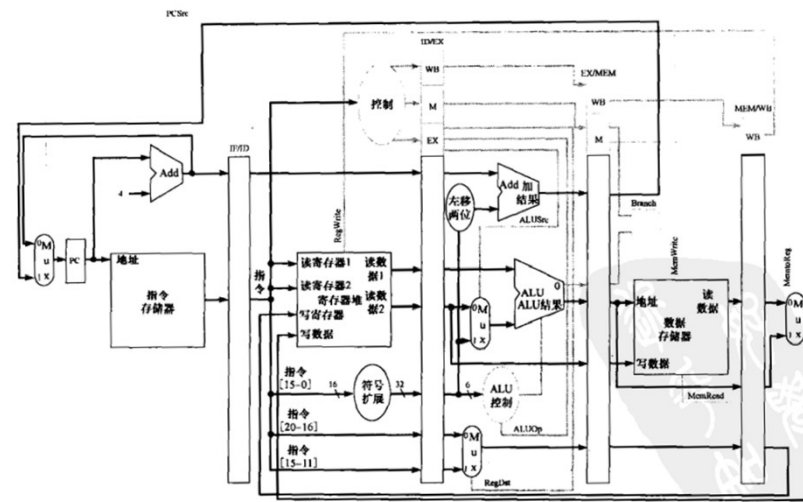 PCSrc
ID/EX
WB
EX/MEM
控制
M
WB
MEM/WB
EX
M
WB
IF/ID
Add
4
Add 加
结果
左移
两位
ALUSrc
Branch
RegWrite
MemWrite
MemtoReg
0 M
u
1 x
PC
地址
指令
存储器
指令
读寄存器1
读数
据1
读寄存器2
寄存器堆
读数
据2
写寄存器
写数据
0 M
u
1 x
0
ALU
ALU结果
地址
读
数据
数据
存储器
写数据
0 M
u
1 x
指令
[15-0]
16
符号
扩展
32
6
ALU
控制
MemRead
指令
[20-16]
ALUOp
指令
[15-11]
0 M
u
1 x
RegDst